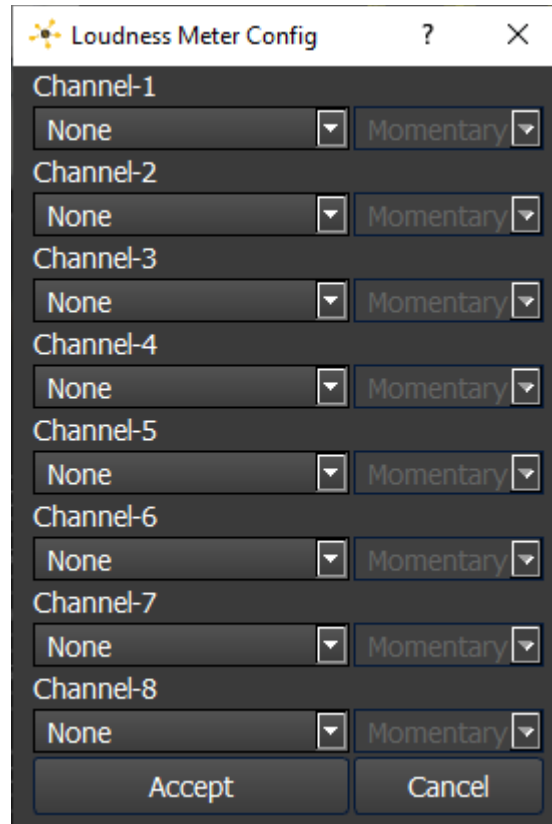 Loudness Meter Config ?
Channel-1
None Momentary
Channel-2
None Momentary
Channel-3
None Momentary
Channel-4
None Momentary
Channel-5
None Momentary
Channel-6
None Momentary
Channel-7
None Momentary
Channel-8
None Momentary
Accept Cancel